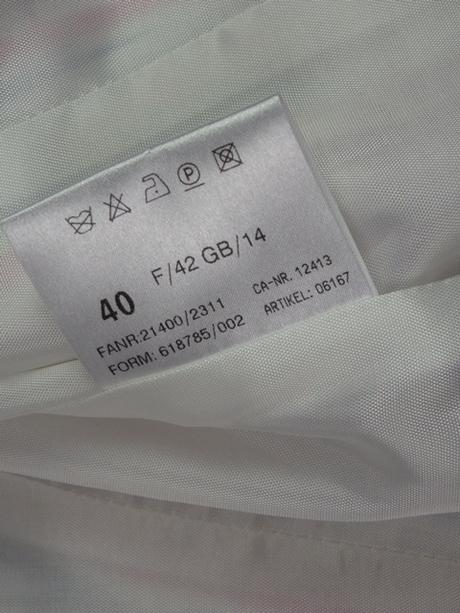 P
40 F/42 GB/14
FANR:21400/2311 CA-NR. 12413
FORM: 618785/002 ARTIKEL: 06167